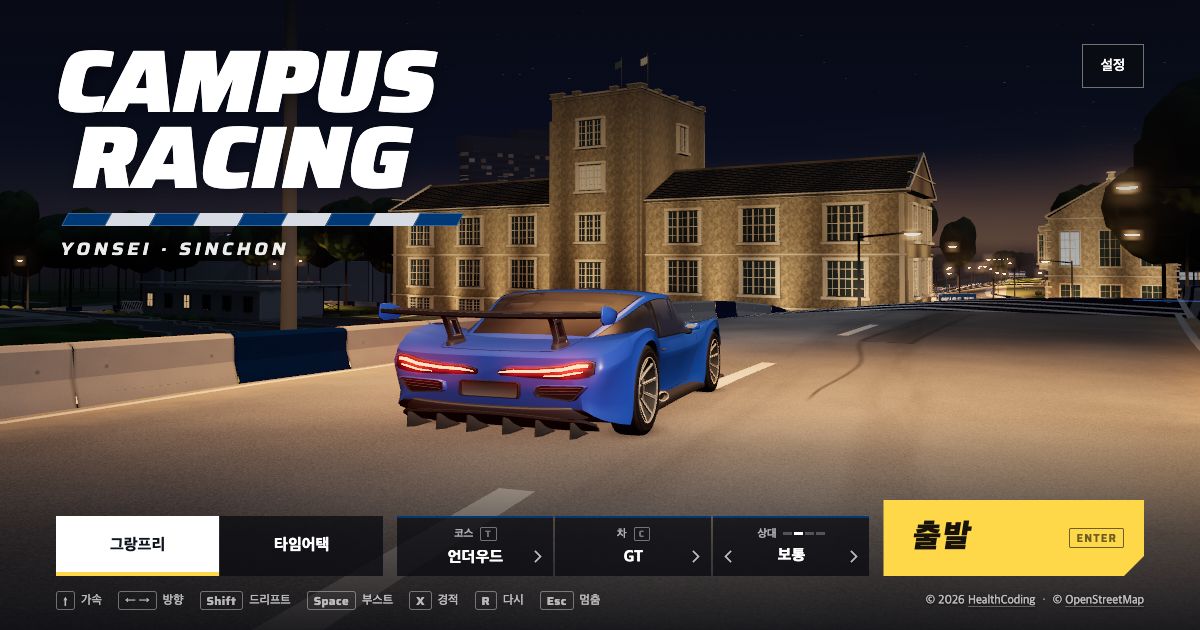 CAMPUS
RACING
YONSEI · SINCHON
설정
그랑프리
타임어택
코스 T
언더우드
차 C
GT
상대
보통
출발 ENTER
↑ 가속 ←→ 방향 Shift 드리프트 Space 부스트 X 경적 R 다시 Esc 멈춤
© 2026 HealthCoding · © OpenStreetMap